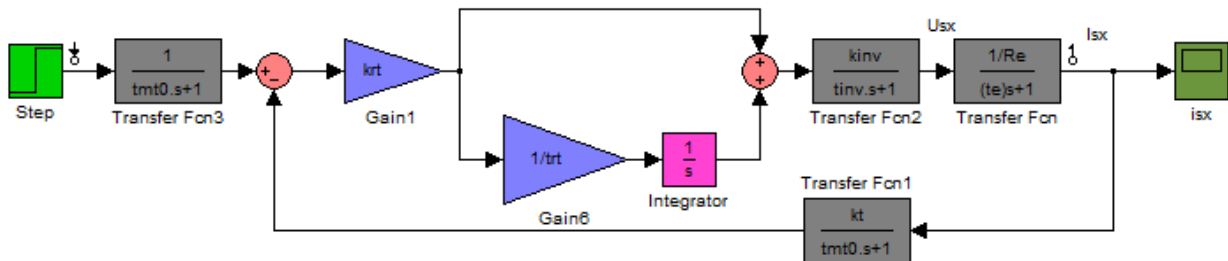 Step
1
tmt0.s+1
Transfer Fcn3
+
−
krt
Gain1
1/trt
Gain6
1
s
Integrator
+
+
kinv
tinv.s+1
Transfer Fcn2
Usx
1/Re
(te)s+1
Transfer Fcn
Isx
1
isx
Transfer Fcn1
kt
tmt0.s+1